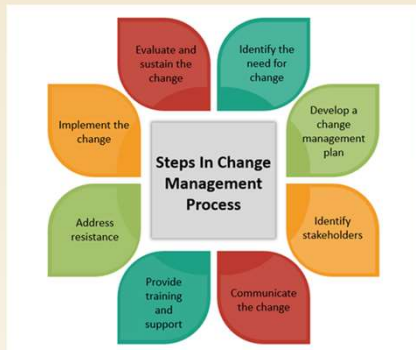 Steps In Change
Management
Process
Identify the
need for
change
Develop a
change
management
plan
Identify
stakeholders
Communicate
the change
Provide
training
and
support
Address
resistance
Implement the
change
Evaluate and
sustain the
change